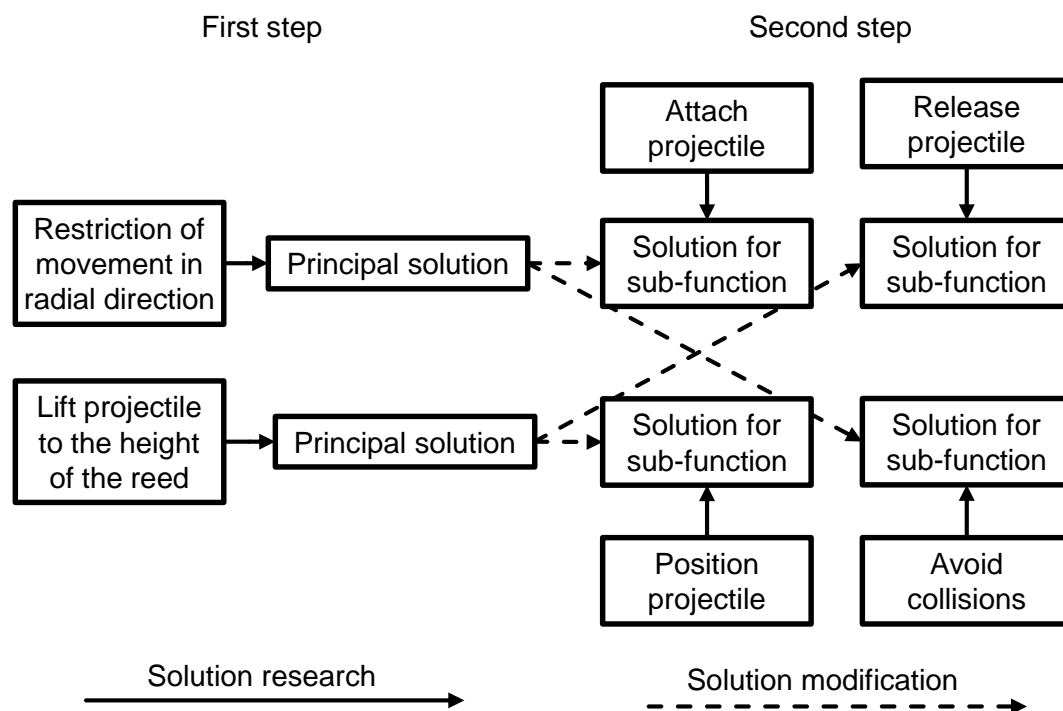 First step
Second step
Attach
projectile
Release
projectile
Restriction of
movement in
radial direction
Principal solution
Solution for
sub-function
Solution for
sub-function
Lift projectile
to the height
of the reed
Principal solution
Solution for
sub-function
Solution for
sub-function
Position
projectile
Avoid
collisions
Solution research
Solution modification